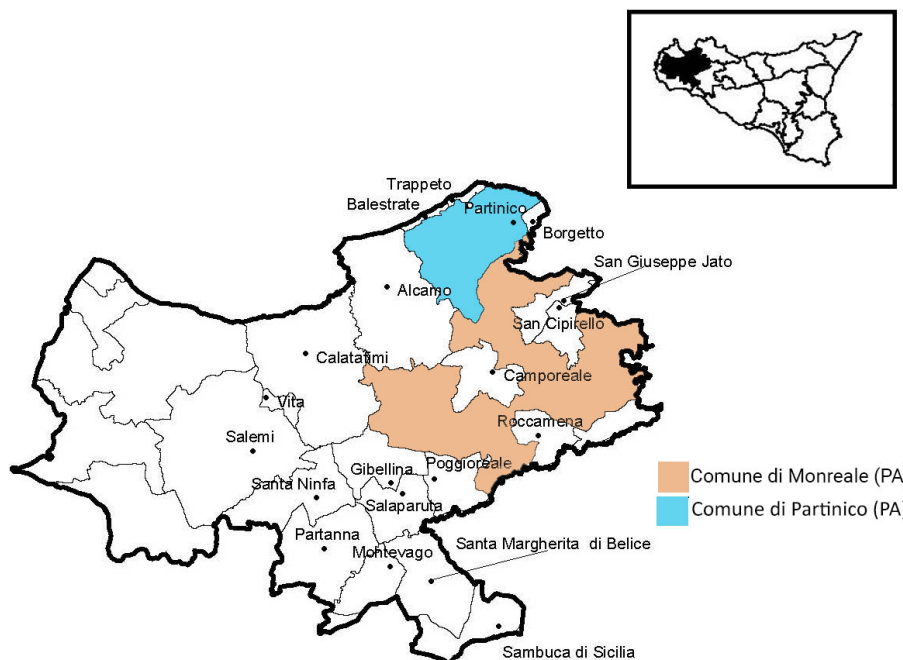 Trappeto
Balestrate
Partinico
Borgetto
San Giuseppe Jato
Alcamo
San Cipirello
Calatafimi
Camporeale
Vita
Roccamena
Salemi
Gibellina
Poggioreale
Comune di Monreale (PA
Santa Ninfa
Salaparuta
Comune di Partinico (PA
Partanna
Santa Margherita di Belice
Montevago
Sambuca di Sicilia